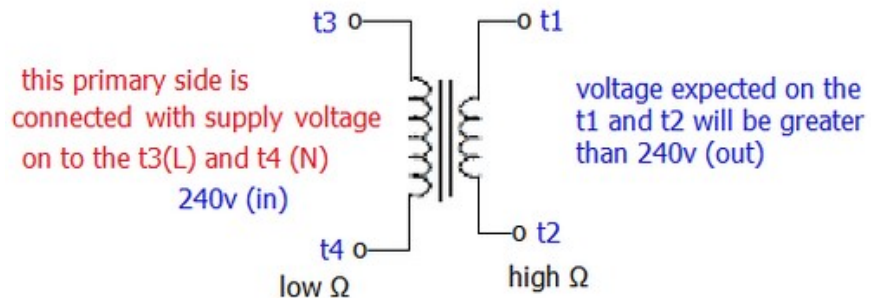 t3
t1
this primary side is
connected with supply voltage
on to the t3(L) and t4 (N)
240v (in)
voltage expected on the
t1 and t2 will be greater
than 240v (out)
t4
t2
low Ω
high Ω